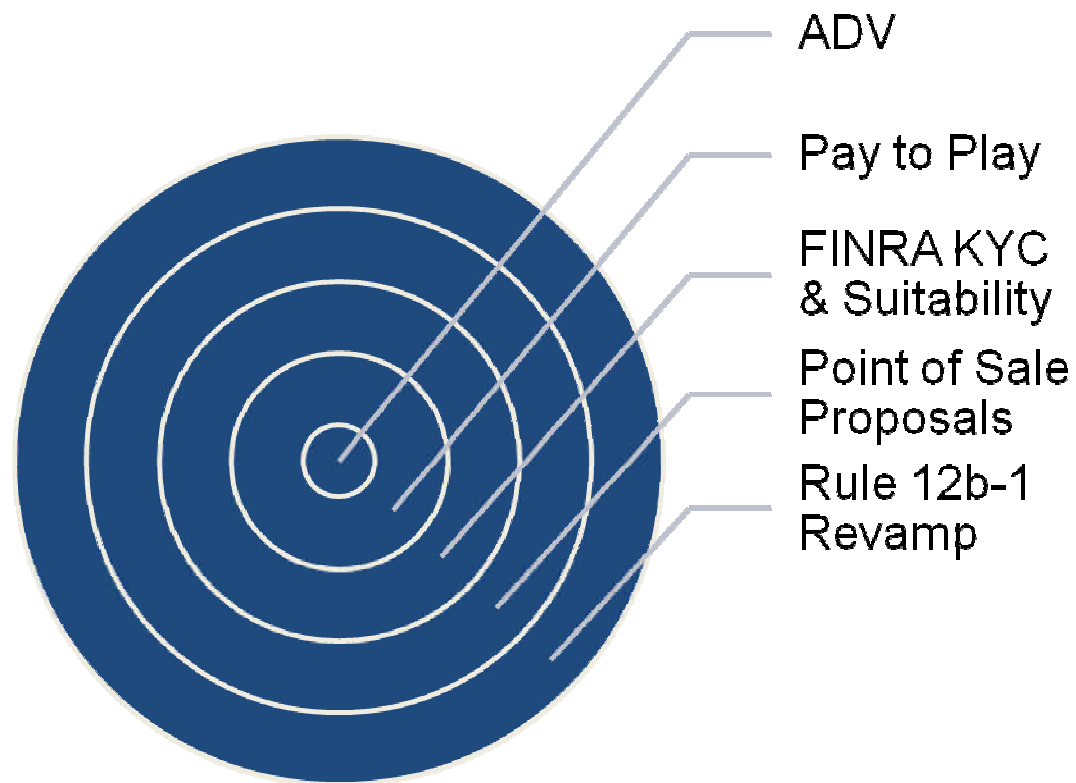 ADV
Pay to Play
FINRA KYC
& Suitability
Point of Sale
Proposals
Rule 12b-1
Revamp